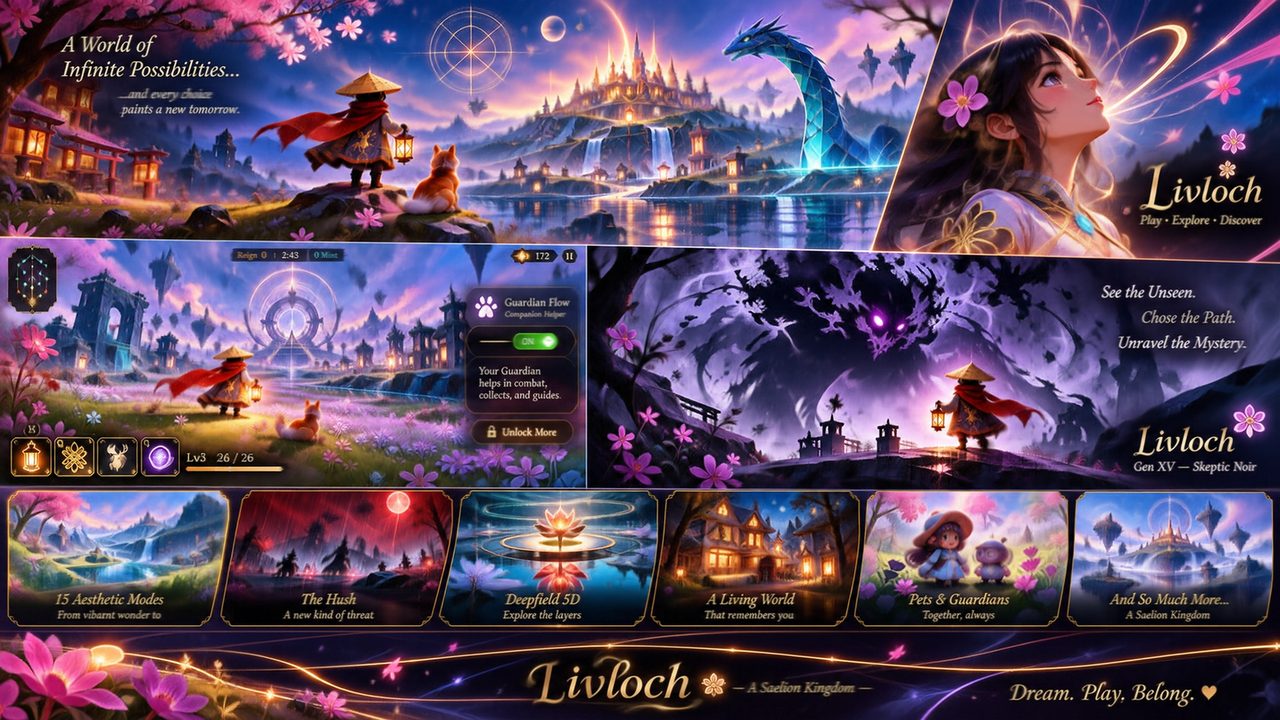 A World of
Infinite Possibilities...
...and every choice
paints a new tomorrow.
Livloch
Play • Explore • Discover
Reign 0 : 2:43 0 Mint
172
Guardian Flow
Companion Helper
ON
Your Guardian
helps in combat,
collects, and guides.
Unlock More
Lv3 26 / 26
See the Unseen.
Chose the Path.
Unravel the Mystery.
Livloch
Gen XV — Skeptic Noir
15 Aesthetic Modes
From vibarnt wonder to
The Hush
A new kind of threat
Deepfield 5D
Explore the layers
A Living World
That remembers you
Pets & Guardians
Together, always
And So Much More...
A Saelion Kingdom
Livloch
— A Saelion Kingdom —
Dream. Play. Belong.